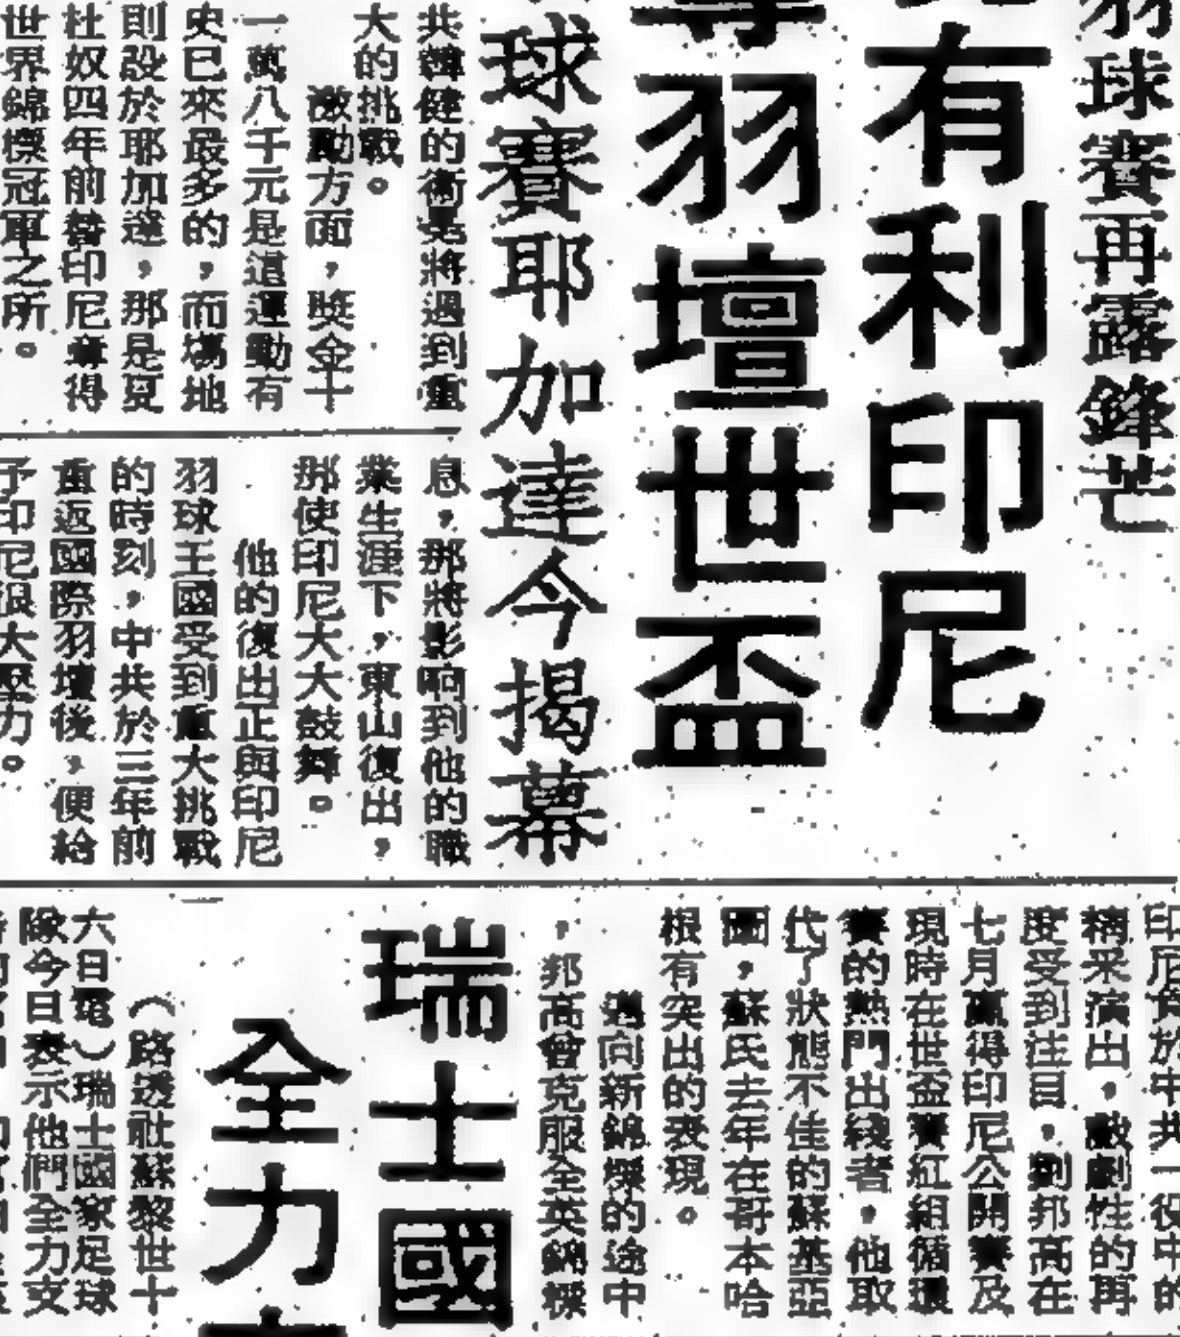 羽球賽再露鋒芒
有利印尼
羽壇世盃
球賽耶加達今揭幕
共雙健的衛冕將遇到重
大的挑戰。
激勵方面,獎金十
一萬八千元是這運動有
史已來最多的,而場地
則設於耶加達,那是夏
杜奴四年前替印尼奪得
世界錦標冠軍之所。
息,那將影响到他的職
業生涯下,東山復出,
那使印尼大大鼓舞。
他的復出正與印尼
羽球王國受到重大挑戰
的時刻,中共於三年前
重返國際羽壇後,便給
予印尼很大壓力。
印尼負於中共一役中的
精采演出,戲劇性的再
度受到注目,劉邦高在
七月贏得印尼公開賽及
現時在世盃賽紅組循環
賽的熱門出綫者,他取
代了狀態不佳的蘇基亞
圖,蘇氏去年在哥本哈
根有突出的表現。
邁向新錦標的途中
,邦高曾克服全英錦標
瑞士國
全力
(路透社蘇黎世十
六日電)瑞士國家足球
隊今日表示他們全力支